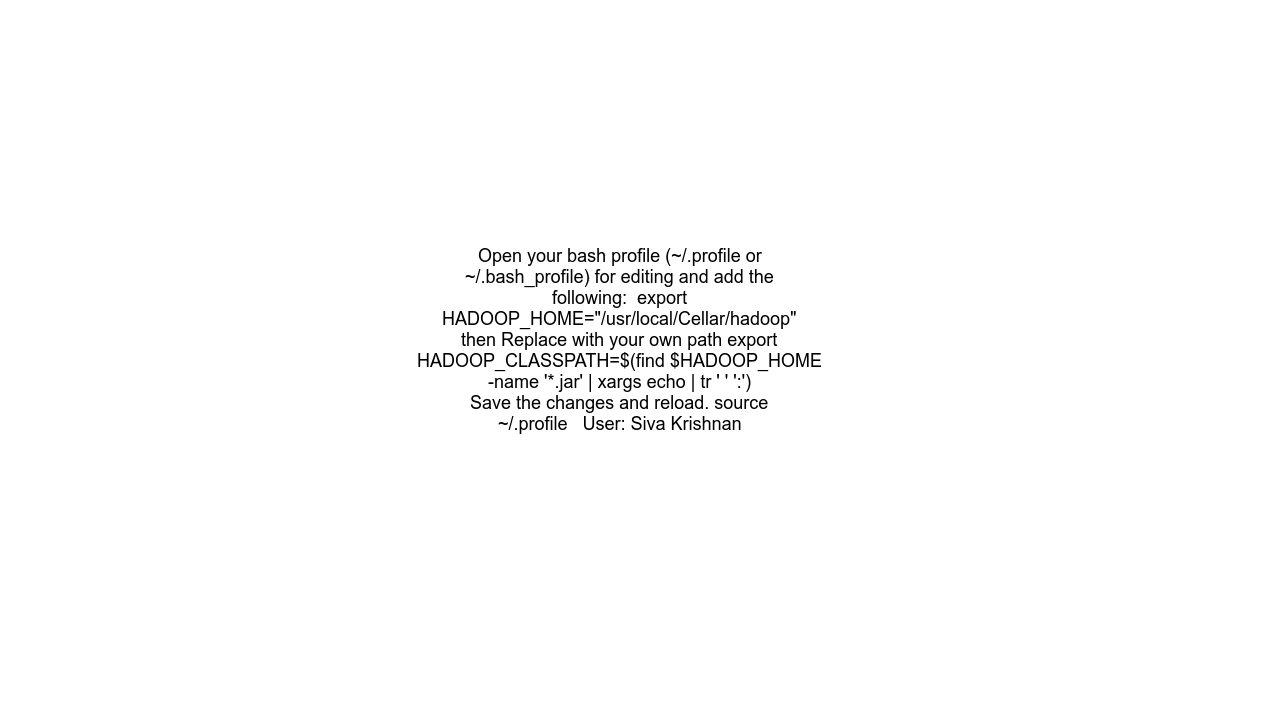 Open your bash profile (~/.profile or
~/.bash_profile) for editing and add the
following:  export
HADOOP_HOME="/usr/local/Cellar/hadoop"
then Replace with your own path export
HADOOP_CLASSPATH=$(find $HADOOP_HOME
-name '*.jar' | xargs echo | tr ' ' ':')
Save the changes and reload. source
~/.profile   User: Siva Krishnan